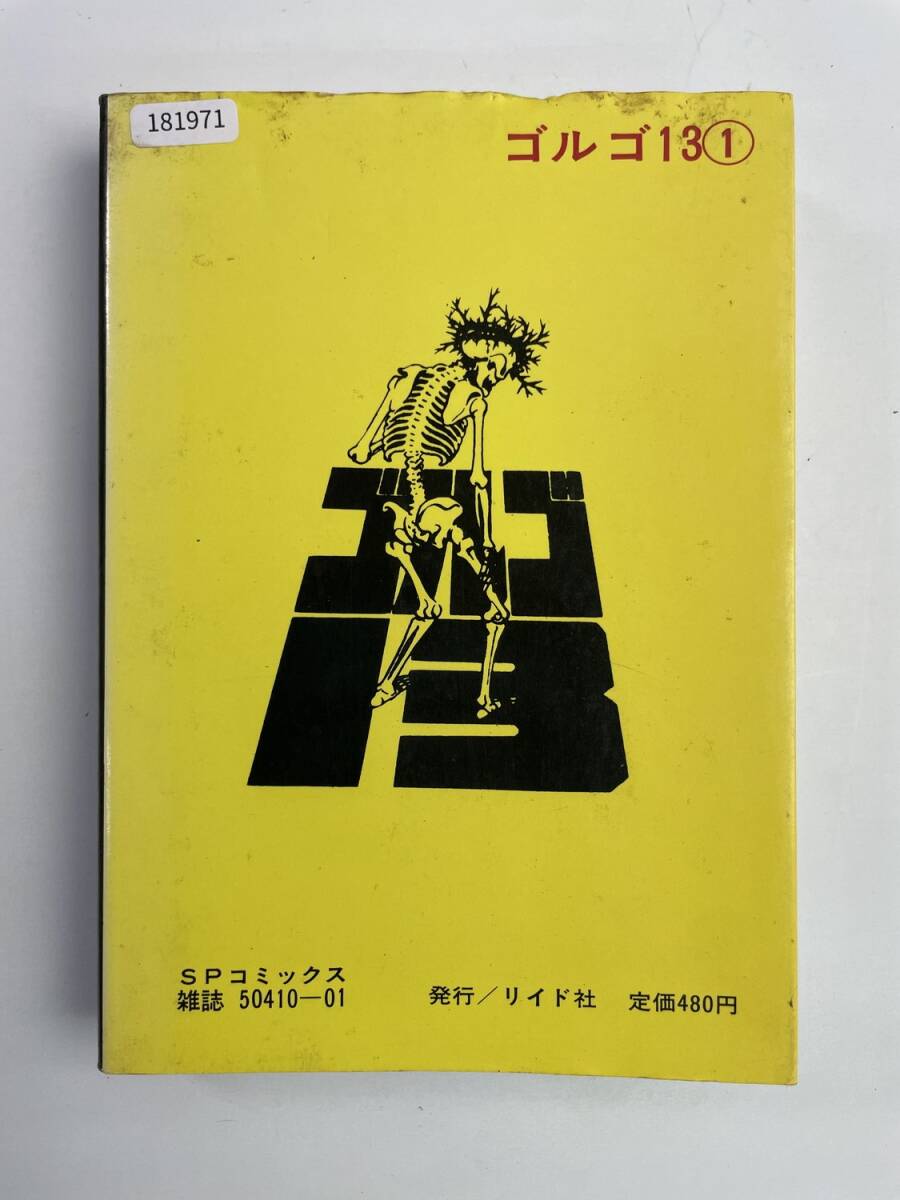 181971
ゴルゴ13①
ゴルゴ
13
SPコミックス
雑誌 50410—01
発行/リイド社 定価480円